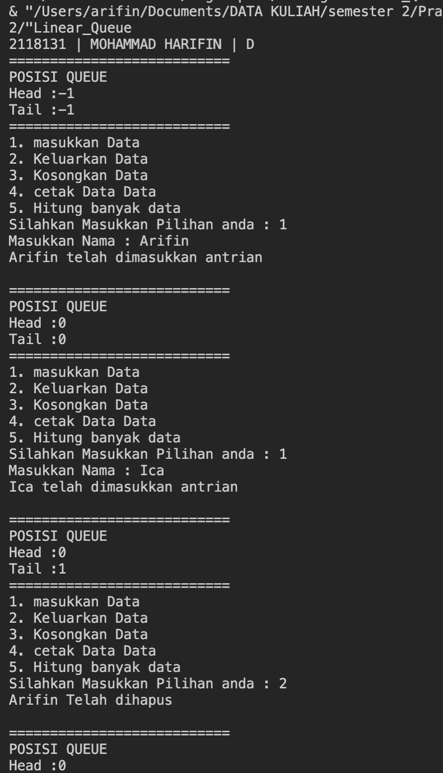 & "/Users/arifin/Documents/DATA KULIAH/semester 2/Pra
2/"Linear_Queue
2118131 | MOHAMMAD HARIFIN | D
===========================
POSISI QUEUE
Head :-1
Tail :-1
===========================
1. masukkan Data
2. Keluarkan Data
3. Kosongkan Data
4. cetak Data Data
5. Hitung banyak data
Silahkan Masukkan Pilihan anda : 1
Masukkan Nama : Arifin
Arifin telah dimasukkan antrian

===========================
POSISI QUEUE
Head :0
Tail :0
===========================
1. masukkan Data
2. Keluarkan Data
3. Kosongkan Data
4. cetak Data Data
5. Hitung banyak data
Silahkan Masukkan Pilihan anda : 1
Masukkan Nama : Ica
Ica telah dimasukkan antrian

===========================
POSISI QUEUE
Head :0
Tail :1
===========================
1. masukkan Data
2. Keluarkan Data
3. Kosongkan Data
4. cetak Data Data
5. Hitung banyak data
Silahkan Masukkan Pilihan anda : 2
Arifin Telah dihapus

===========================
POSISI QUEUE
Head :0